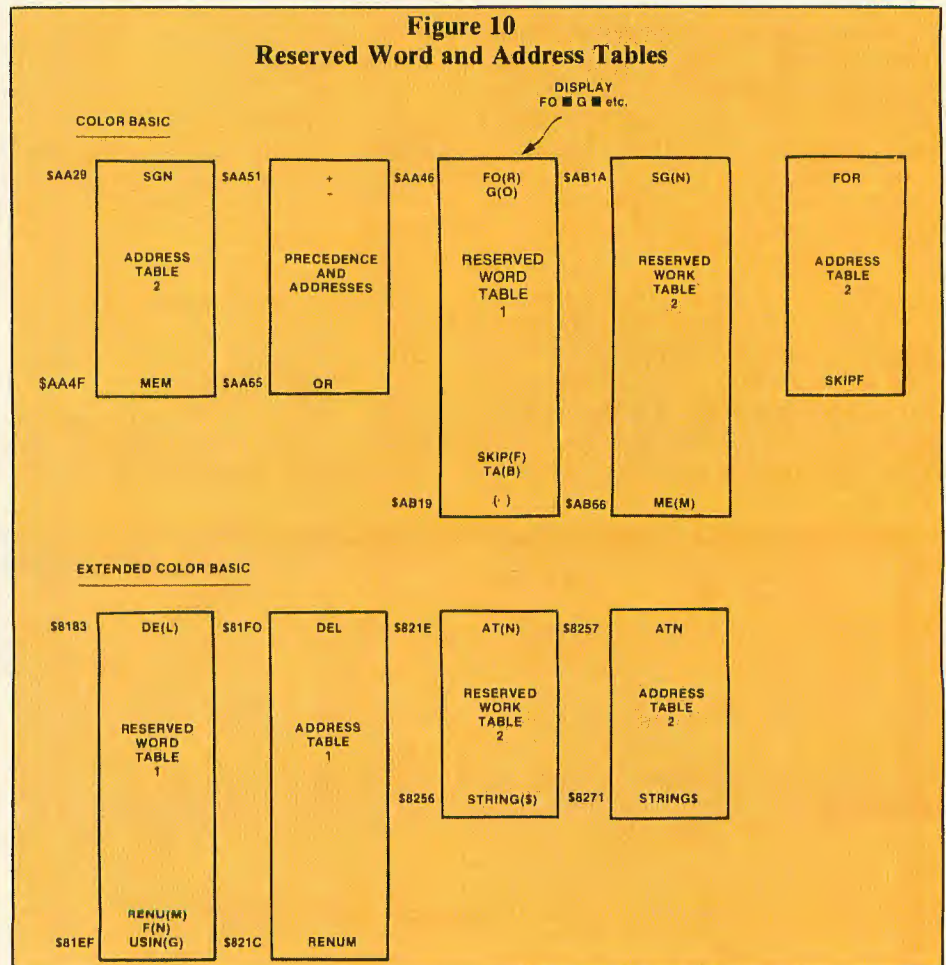 Figure 10
Reserved Word and Address Tables
DISPLAY
FO ■ G ■ etc.
COLOR BASIC
$AA29 SGN $AA51 + $AA46 FO(R) $AB1A SG(N) FOR
- G(O)
ADDRESS
TABLE
2
PRECEDENCE
AND
ADDRESSES
RESERVED
WORD
TABLE
1
RESERVED
WORK
TABLE
2
ADDRESS
TABLE
2
$AA4F MEM $AA65 OR SKIPF
SKIP(F)
TA(B)
$AB19 $AB66 ME(M)
EXTENDED COLOR BASIC
$8183 DE(L) $81F0 DEL $821E AT(N) $8257 ATN
RESERVED
WORD
TABLE
1
ADDRESS
TABLE
1
RESERVED
WORK
TABLE
2
ADDRESS
TABLE
2
$8256 STRING($) $8271 STRING$
RENU(M)
F(N)
$81EF USIN(G) $821C RENUM